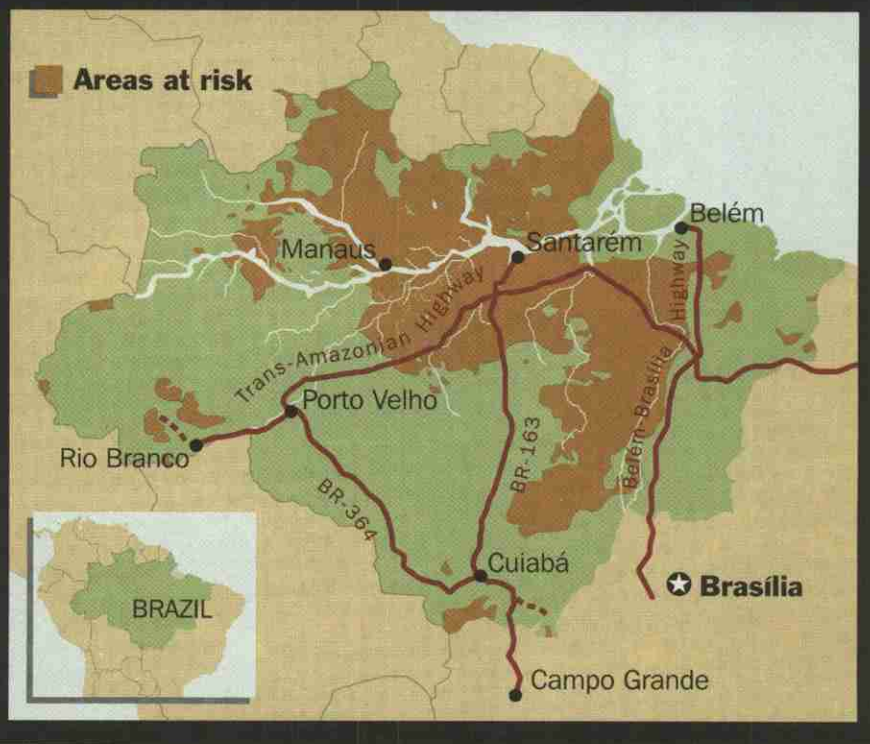 Areas at risk
Belém
Manaus
Santarém
Belém-Brasília Highway
Trans-Amazonian Highway
Porto Velho
Rio Branco
BR-163
BR-364
Cuiabá
Brasília
BRAZIL
Campo Grande